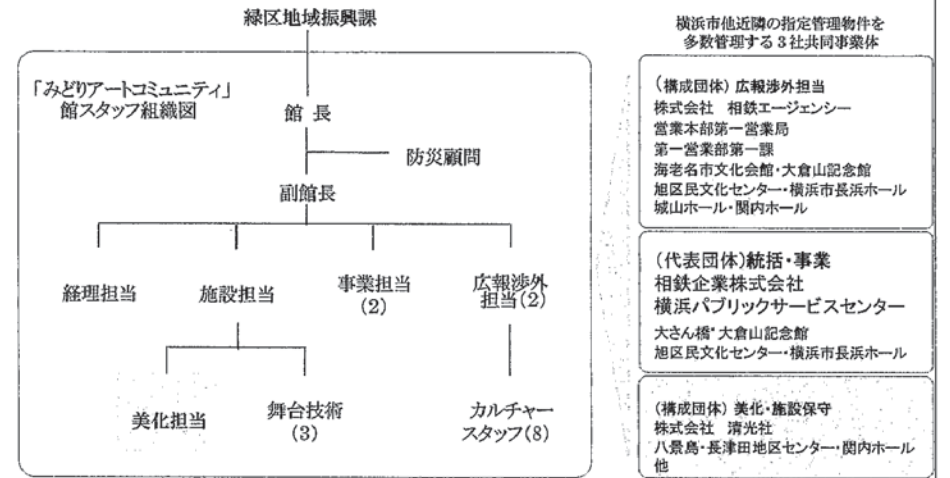 緑区地域振興課
「みどりアートコミュニティ」
館スタッフ組織図
館 長
防災顧問
副館長
経理担当
施設担当
事業担当
(2)
広報渉外
担当(2)
美化担当
舞台技術
(3)
カルチャー
スタッフ(8)
横浜市他近隣の指定管理物件を
多数管理する3社共同事業体
(構成団体) 広報渉外担当
株式会社 相鉄エージェンシー
営業本部第一営業局
第一営業部第一課
海老名市文化会館・大倉山記念館
旭区民文化センター・横浜市長浜ホール
城山ホール・関内ホール
(代表団体)統括・事業
相鉄企業株式会社
横浜パブリックサービスセンター
大さん橋・大倉山記念館
旭区民文化センター・横浜市長浜ホール
(構成団体) 美化・施設保守
株式会社 清光社
八景島・長津田地区センター・関内ホール
他